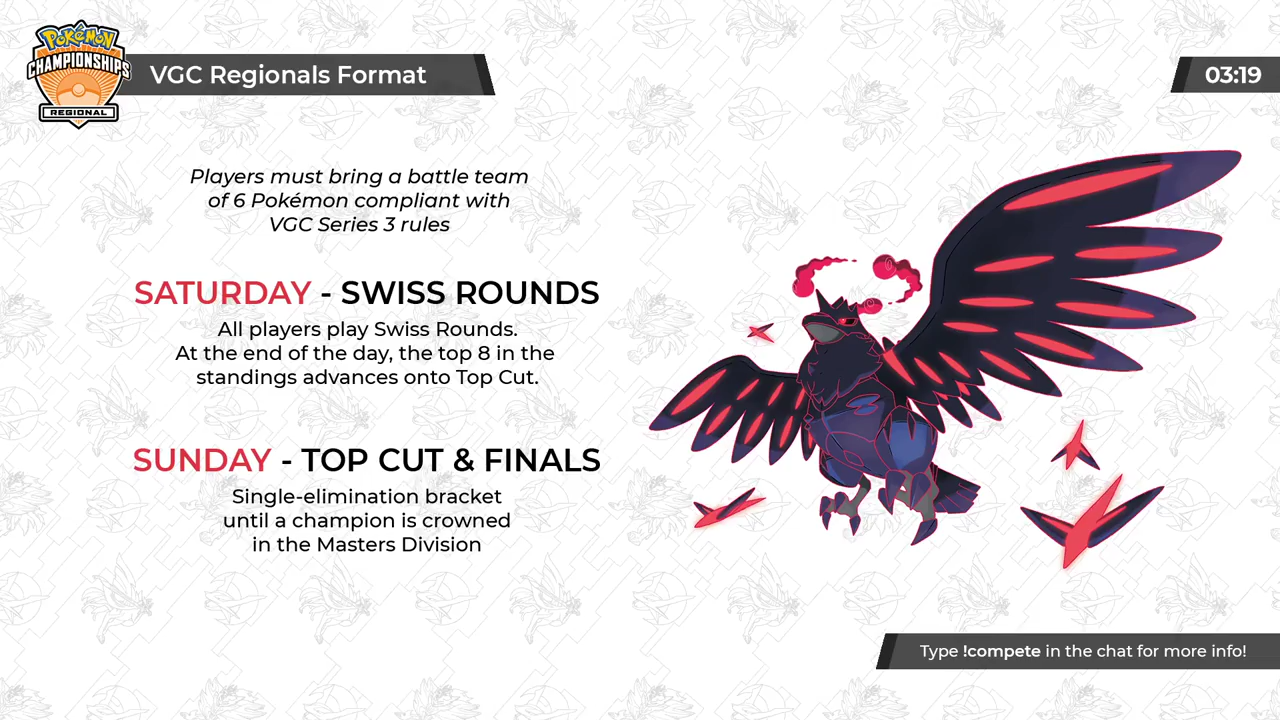 Pokémon
CHAMPIONSHIPS
REGIONAL
VGC Regionals Format
03:19
Players must bring a battle team
of 6 Pokémon compliant with
VGC Series 3 rules
SATURDAY - SWISS ROUNDS
All players play Swiss Rounds.
At the end of the day, the top 8 in the
standings advances onto Top Cut.
SUNDAY - TOP CUT & FINALS
Single-elimination bracket
until a champion is crowned
in the Masters Division
Type !compete in the chat for more info!